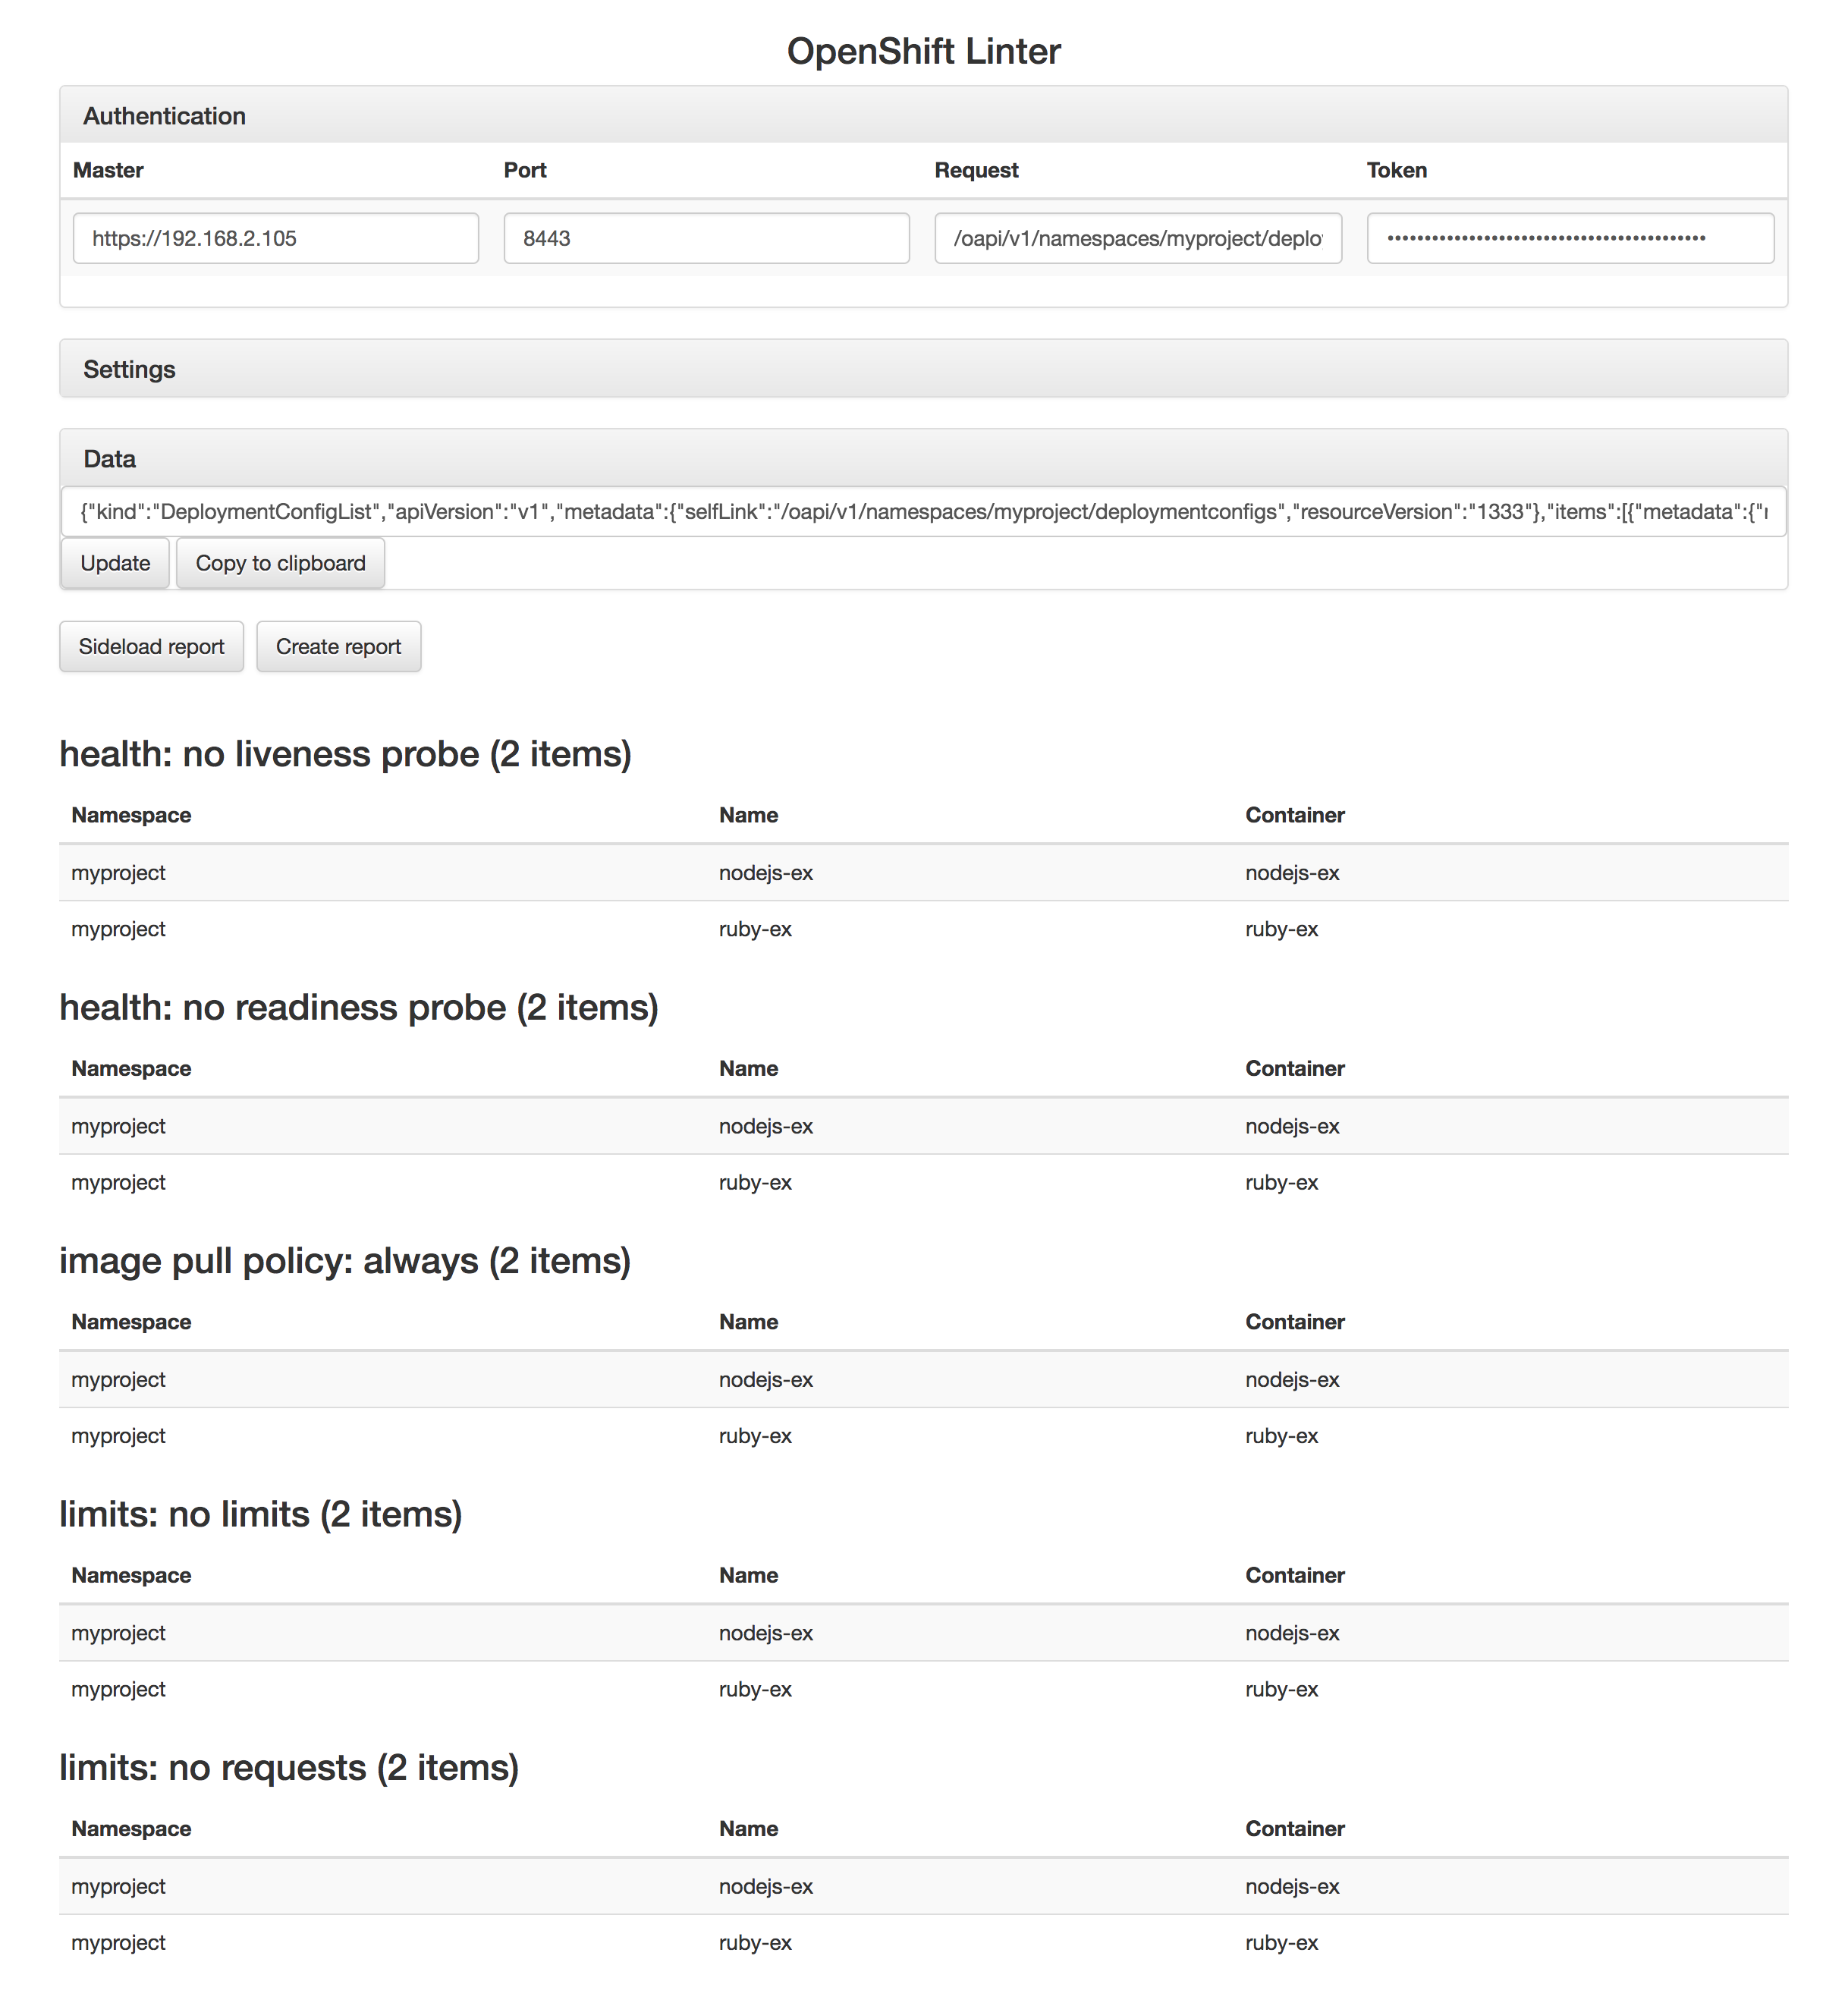 OpenShift Linter
Authentication
Master Port Request Token
https://192.168.2.105 8443 /oapi/v1/namespaces/myproject/deplo ••••••••••••••••••••••••••••••••••••••••••••
Settings
Data
{"kind":"DeploymentConfigList","apiVersion":"v1","metadata":{"selfLink":"/oapi/v1/namespaces/myproject/deploymentconfigs","resourceVersion":"1333"},"items":[{"metadata":{"
Update Copy to clipboard
Sideload report Create report
health: no liveness probe (2 items)
Namespace Name Container
myproject nodejs-ex nodejs-ex
myproject ruby-ex ruby-ex
health: no readiness probe (2 items)
Namespace Name Container
myproject nodejs-ex nodejs-ex
myproject ruby-ex ruby-ex
image pull policy: always (2 items)
Namespace Name Container
myproject nodejs-ex nodejs-ex
myproject ruby-ex ruby-ex
limits: no limits (2 items)
Namespace Name Container
myproject nodejs-ex nodejs-ex
myproject ruby-ex ruby-ex
limits: no requests (2 items)
Namespace Name Container
myproject nodejs-ex nodejs-ex
myproject ruby-ex ruby-ex